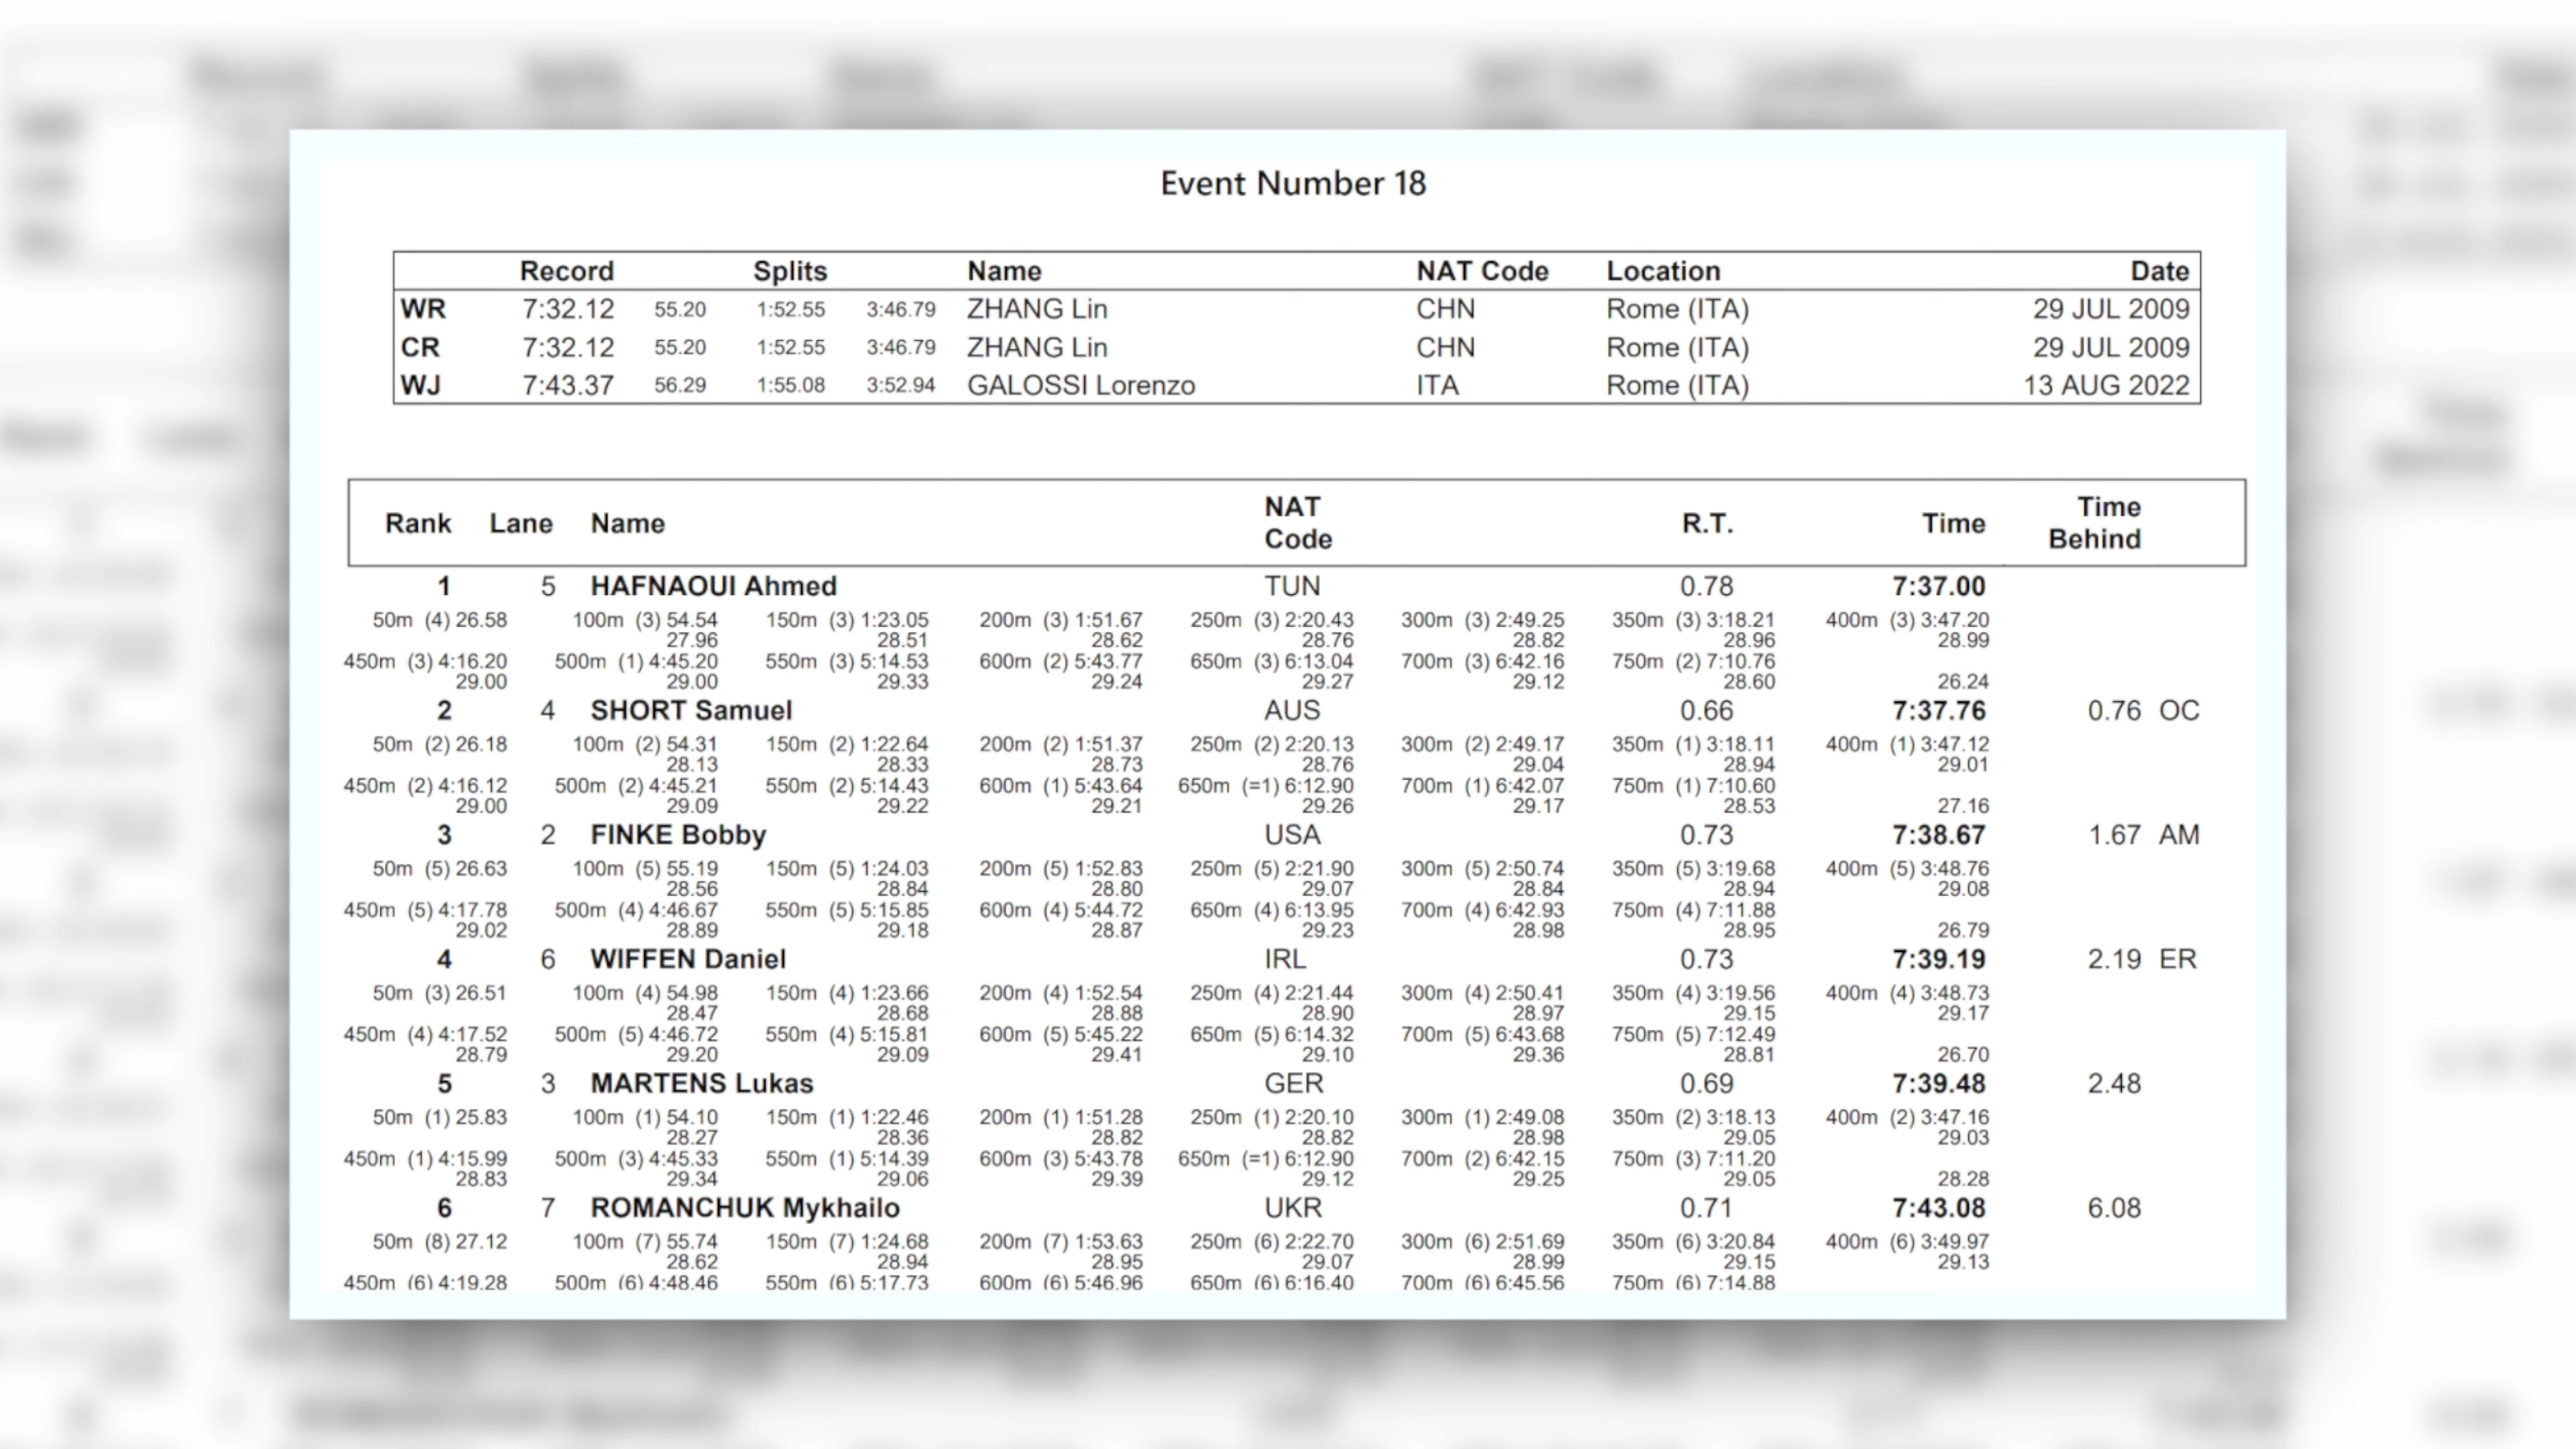 Event Number 18
Record Splits Name NAT Code Location Date
WR 7:32.12 55.20 1:52.55 3:46.79 ZHANG Lin CHN Rome (ITA) 29 JUL 2009
CR 7:32.12 55.20 1:52.55 3:46.79 ZHANG Lin CHN Rome (ITA) 29 JUL 2009
WJ 7:43.37 56.29 1:55.08 3:52.94 GALOSSI Lorenzo ITA Rome (ITA) 13 AUG 2022
Rank Lane Name NAT Code R.T. Time Time Behind
1 5 HAFNAOUI Ahmed TUN 0.78 7:37.00
50m (4) 26.58 100m (3) 54.54 150m (3) 1:23.05 200m (3) 1:51.67 250m (3) 2:20.43 300m (3) 2:49.25 350m (3) 3:18.21 400m (3) 3:47.20
27.96 28.51 28.62 28.76 28.82 28.96 28.99
450m (3) 4:16.20 500m (1) 4:45.20 550m (3) 5:14.53 600m (2) 5:43.77 650m (3) 6:13.04 700m (3) 6:42.16 750m (2) 7:10.76
29.00 29.00 29.33 29.24 29.27 29.12 28.60 26.24
2 4 SHORT Samuel AUS 0.66 7:37.76 0.76 OC
50m (2) 26.18 100m (2) 54.31 150m (2) 1:22.64 200m (2) 1:51.37 250m (2) 2:20.13 300m (2) 2:49.17 350m (1) 3:18.11 400m (1) 3:47.12
28.13 28.33 28.73 28.76 29.04 28.94 29.01
450m (2) 4:16.12 500m (2) 4:45.21 550m (2) 5:14.43 600m (1) 5:43.64 650m (=1) 6:12.90 700m (1) 6:42.07 750m (1) 7:10.60
29.00 29.09 29.22 29.21 29.26 29.17 28.53 27.16
3 2 FINKE Bobby USA 0.73 7:38.67 1.67 AM
50m (5) 26.63 100m (5) 55.19 150m (5) 1:24.03 200m (5) 1:52.83 250m (5) 2:21.90 300m (5) 2:50.74 350m (5) 3:19.68 400m (5) 3:48.76
28.56 28.84 28.80 29.07 28.84 28.94 29.08
450m (5) 4:17.78 500m (4) 4:46.67 550m (5) 5:15.85 600m (4) 5:44.72 650m (4) 6:13.95 700m (4) 6:42.93 750m (4) 7:11.88
29.02 28.89 29.18 28.87 29.23 28.98 28.95 26.79
4 6 WIFFEN Daniel IRL 0.73 7:39.19 2.19 ER
50m (3) 26.51 100m (4) 54.98 150m (4) 1:23.66 200m (4) 1:52.54 250m (4) 2:21.44 300m (4) 2:50.41 350m (4) 3:19.56 400m (4) 3:48.73
28.47 28.68 28.88 28.90 28.97 29.15 29.17
450m (4) 4:17.52 500m (5) 4:46.72 550m (4) 5:15.81 600m (5) 5:45.22 650m (5) 6:14.32 700m (5) 6:43.68 750m (5) 7:12.49
28.79 29.20 29.09 29.41 29.10 29.36 28.81 26.70
5 3 MARTENS Lukas GER 0.69 7:39.48 2.48
50m (1) 25.83 100m (1) 54.10 150m (1) 1:22.46 200m (1) 1:51.28 250m (1) 2:20.10 300m (1) 2:49.08 350m (2) 3:18.13 400m (2) 3:47.16
28.27 28.36 28.82 28.82 28.98 29.05 29.03
450m (1) 4:15.99 500m (3) 4:45.33 550m (1) 5:14.39 600m (3) 5:43.78 650m (=1) 6:12.90 700m (2) 6:42.15 750m (3) 7:11.20
28.83 29.34 29.06 29.39 29.12 29.25 29.05 28.28
6 7 ROMANCHUK Mykhailo UKR 0.71 7:43.08 6.08
50m (8) 27.12 100m (7) 55.74 150m (7) 1:24.68 200m (7) 1:53.63 250m (6) 2:22.70 300m (6) 2:51.69 350m (6) 3:20.84 400m (6) 3:49.97
28.62 28.94 28.95 29.07 28.99 29.15 29.13
450m (6) 4:19.28 500m (6) 4:48.46 550m (6) 5:17.73 600m (6) 5:46.96 650m (6) 6:16.40 700m (6) 6:45.56 750m (6) 7:14.88